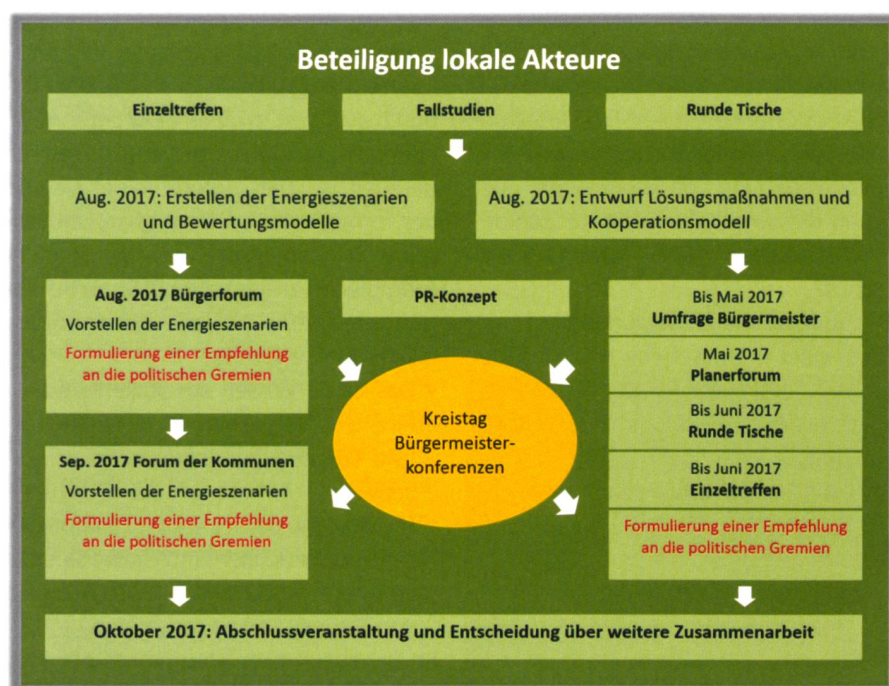 Beteiligung lokale Akteure
Einzeltreffen
Fallstudien
Runde Tische
Aug. 2017: Erstellen der Energieszenarien
und Bewertungsmodelle
Aug. 2017: Entwurf Lösungsmaßnahmen und
Kooperationsmodell
Aug. 2017 Bürgerforum
Vorstellen der Energieszenarien
Formulierung einer Empfehlung
an die politischen Gremien
Sep. 2017 Forum der Kommunen
Vorstellen der Energieszenarien
Formulierung einer Empfehlung
an die politischen Gremien
PR-Konzept
Kreistag
Bürgermeister-
konferenzen
Bis Mai 2017
Umfrage Bürgermeister
Mai 2017
Planerforum
Bis Juni 2017
Runde Tische
Bis Juni 2017
Einzeltreffen
Formulierung einer Empfehlung
an die politischen Gremien
Oktober 2017: Abschlussveranstaltung und Entscheidung über weitere Zusammenarbeit